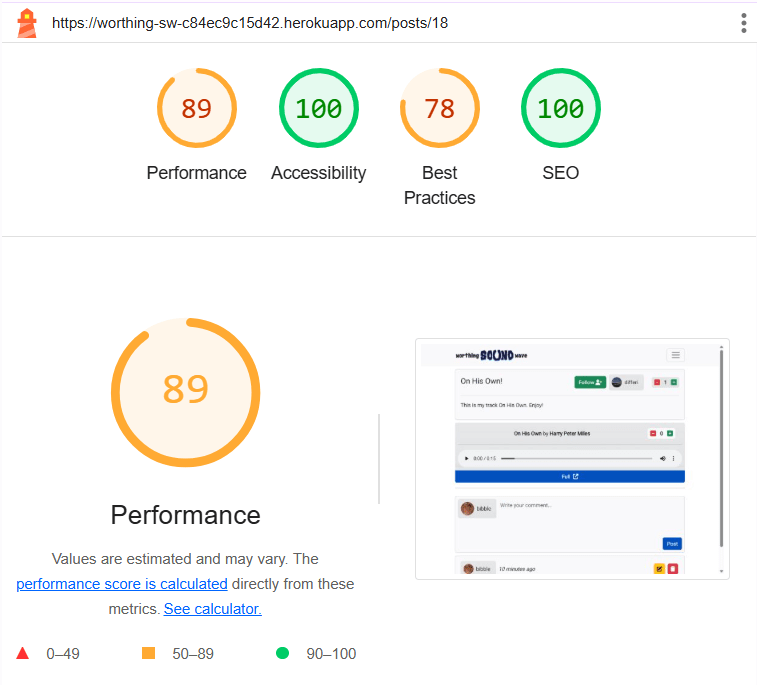 https://worthing-sw-c84ec9c15d42.herokuapp.com/posts/18
89
100
78
100
Performance
Accessibility
Best
Practices
SEO
89
Performance
Values are estimated and may vary. The
performance score is calculated directly from these
metrics. See calculator.
0–49
50–89
90–100
worthing SOUND wave
On His Own!
Follow
1
This is my track On His Own. Enjoy!
On His Own by Harry Peter Miles
0
0:00 / 0:15
Full
bibble
Write your comment...
Post
bibble
10 minutes ago